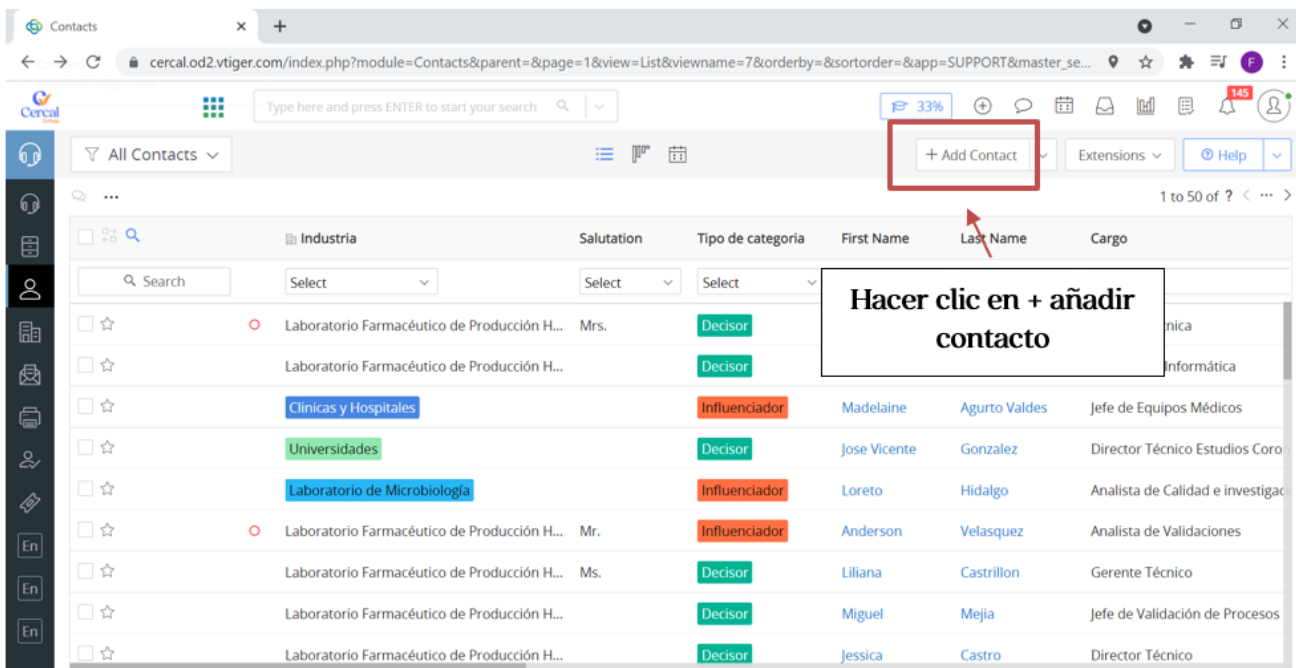 Contacts
cercal.od2.vtiger.com/index.php?module=Contacts&parent=&page=1&view=List&viewname=7&orderby=&sortorder=&app=SUPPORT&master_se...
F
Cercal
Group
Type here and press ENTER to start your search
33%
145
All Contacts
+ Add Contact
Extensions
Help
1 to 50 of ?
Industria Salutation Tipo de categoria First Name Last Name Cargo
Search Select Select Select
Hacer clic en + añadir
contacto
Laboratorio Farmacéutico de Producción H... Mrs. Decisor nica
Laboratorio Farmacéutico de Producción H... Decisor Informática
Clinicas y Hospitales Influenciador Madelaine Agurto Valdes Jefe de Equipos Médicos
Universidades Decisor Jose Vicente Gonzalez Director Técnico Estudios Coron
Laboratorio de Microbiología Influenciador Loreto Hidalgo Analista de Calidad e investigac
Laboratorio Farmacéutico de Producción H... Mr. Influenciador Anderson Velasquez Analista de Validaciones
En
Laboratorio Farmacéutico de Producción H... Ms. Decisor Liliana Castrillon Gerente Técnico
En
Laboratorio Farmacéutico de Producción H... Decisor Miguel Mejia Jefe de Validación de Procesos
En
Laboratorio Farmacéutico de Producción H... Decisor Jessica Castro Director Técnico